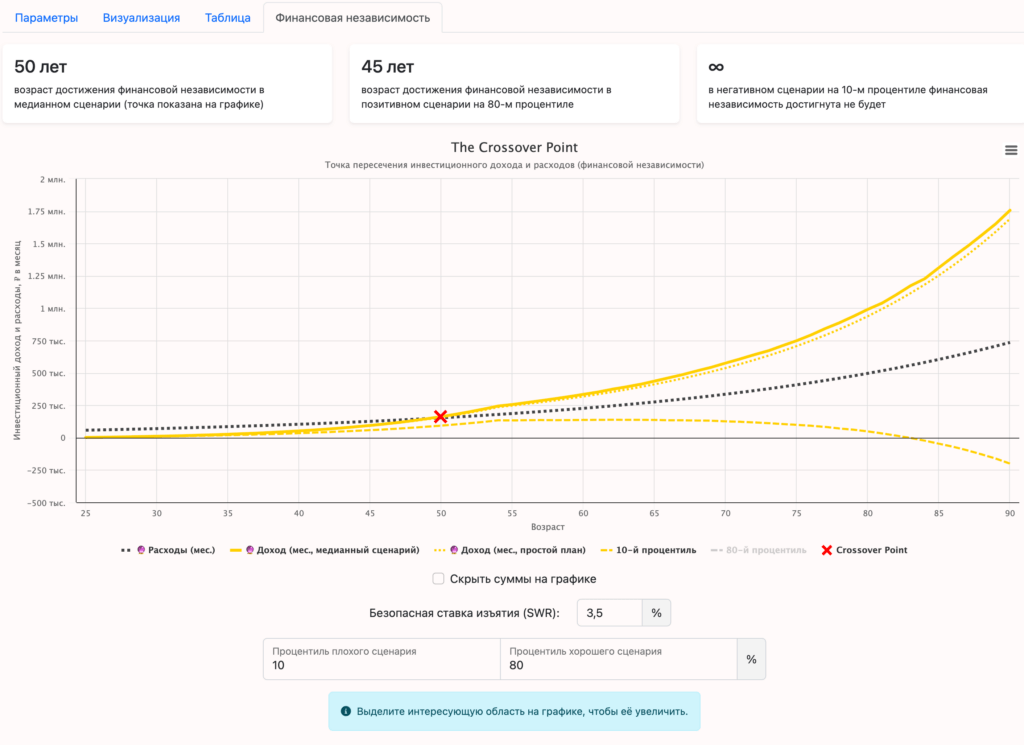 Параметры Визуализация Таблица Финансовая независимость
50 лет
возраст достижения финансовой независимости в
медианном сценарии (точка показана на графике)
45 лет
возраст достижения финансовой независимости в
позитивном сценарии на 80-м процентиле
∞
в негативном сценарии на 10-м процентиле финансовая
независимость достигнута не будет
The Crossover Point
Точка пересечения инвестиционного дохода и расходов (финансовой независимости)
Инвестиционный доход и расходы, ₽ в месяц
2 млн.
1.75 млн.
1.5 млн.
1.25 млн.
1 млн.
750 тыс.
500 тыс.
250 тыс.
0
−250 тыс.
−500 тыс.
25 30 35 40 45 50 55 60 65 70 75 80 85 90
Возраст
Расходы (мес.) Доход (мес., медианный сценарий) Доход (мес., простой план) 10-й процентиль 80-й процентиль Crossover Point
Скрыть суммы на графике
Безопасная ставка изъятия (SWR): 3,5 %
Процентиль плохого сценария
10
Процентиль хорошего сценария
80
%
Выделите интересующую область на графике, чтобы её увеличить.